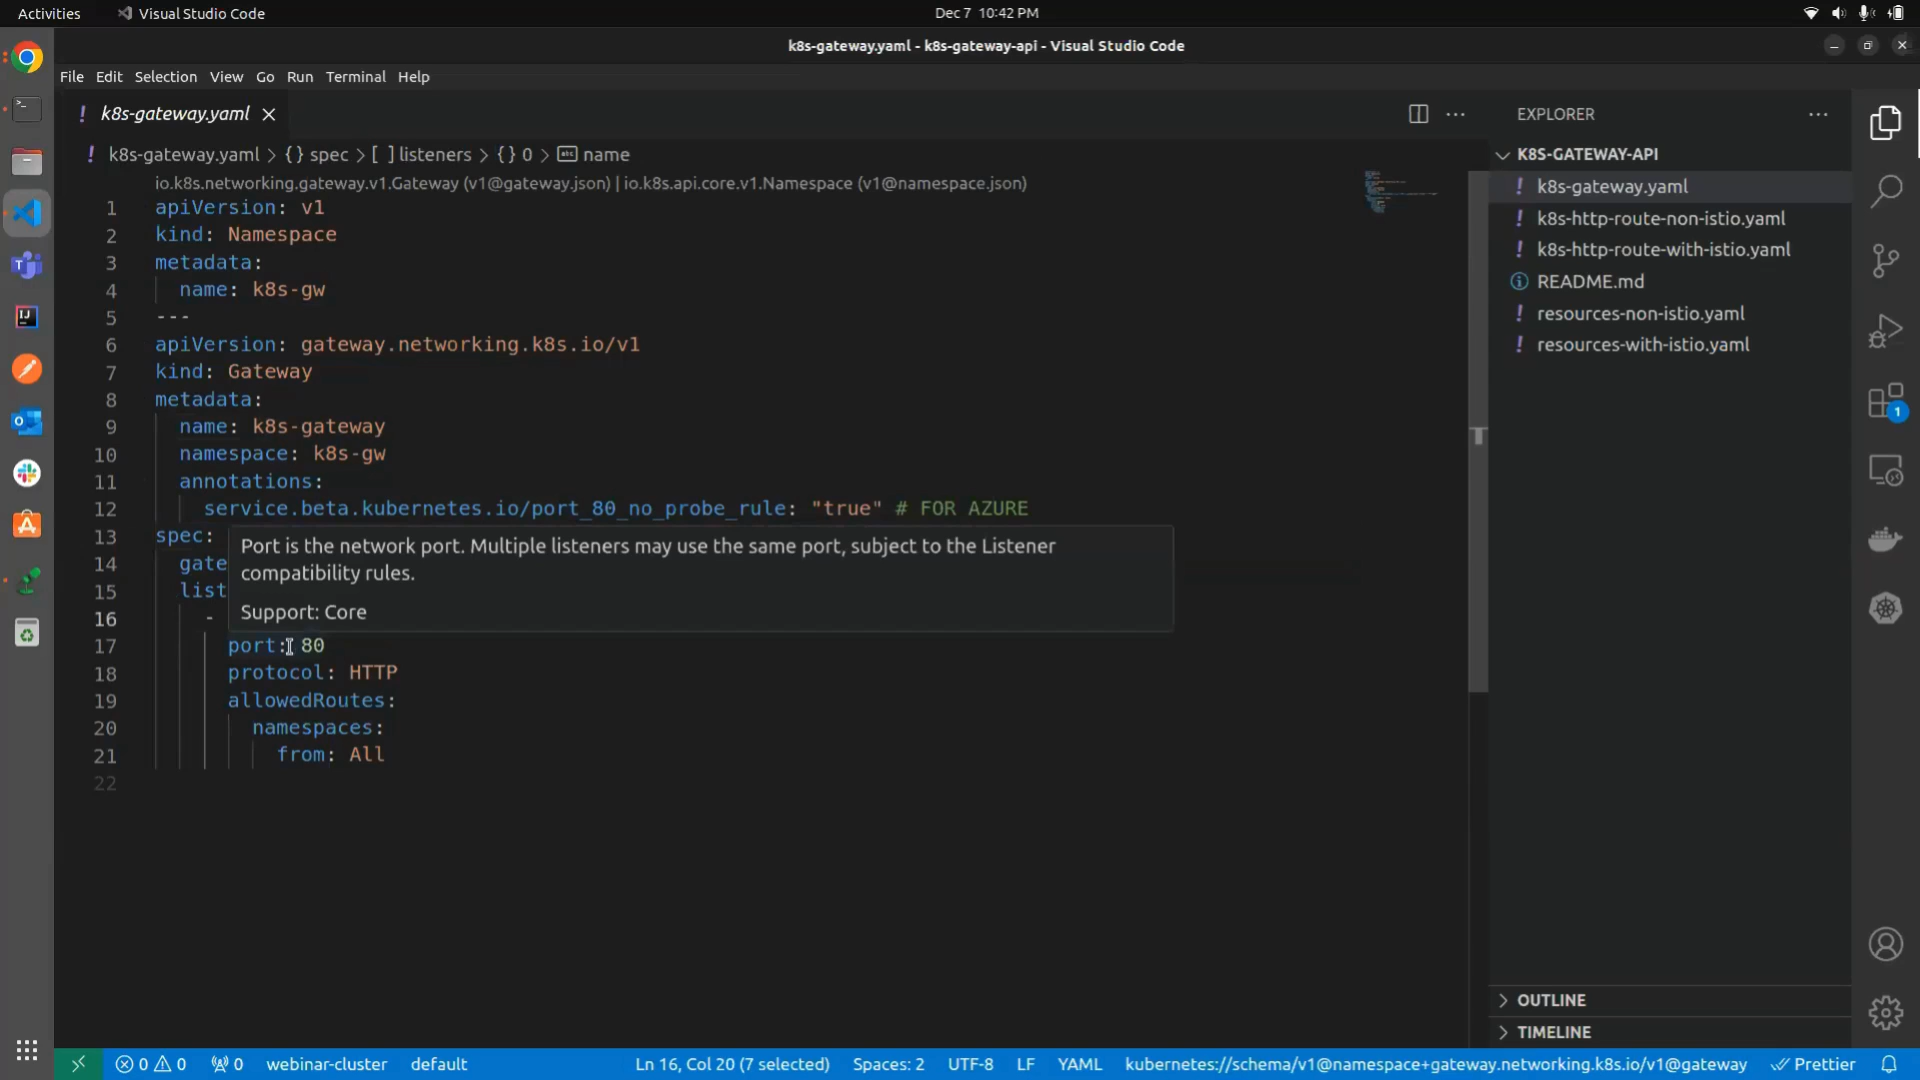 Activities
Visual Studio Code
Dec 7 10:42 PM
k8s-gateway.yaml - k8s-gateway-api - Visual Studio Code
File Edit Selection View Go Run Terminal Help
! k8s-gateway.yaml
EXPLORER
! k8s-gateway.yaml > {} spec > [ ] listeners > {} 0 > abc name
io.k8s.networking.gateway.v1.Gateway (v1@gateway.json) | io.k8s.api.core.v1.Namespace (v1@namespace.json)
1 apiVersion: v1
2 kind: Namespace
3 metadata:
4 name: k8s-gw
5 ---
6 apiVersion: gateway.networking.k8s.io/v1
7 kind: Gateway
8 metadata:
9 name: k8s-gateway
10 namespace: k8s-gw
11 annotations:
12 service.beta.kubernetes.io/port_80_no_probe_rule: "true" # FOR AZURE
13 spec:
14 gate
15 list
16 -
Port is the network port. Multiple listeners may use the same port, subject to the Listener
compatibility rules.
Support: Core
17 port: 80
18 protocol: HTTP
19 allowedRoutes:
20 namespaces:
21 from: All
22
K8S-GATEWAY-API
! k8s-gateway.yaml
! k8s-http-route-non-istio.yaml
! k8s-http-route-with-istio.yaml
README.md
! resources-non-istio.yaml
! resources-with-istio.yaml
1
OUTLINE
TIMELINE
0 0
0
webinar-cluster
default
Ln 16, Col 20 (7 selected)
Spaces: 2
UTF-8
LF
YAML
kubernetes://schema/v1@namespace+gateway.networking.k8s.io/v1@gateway
Prettier